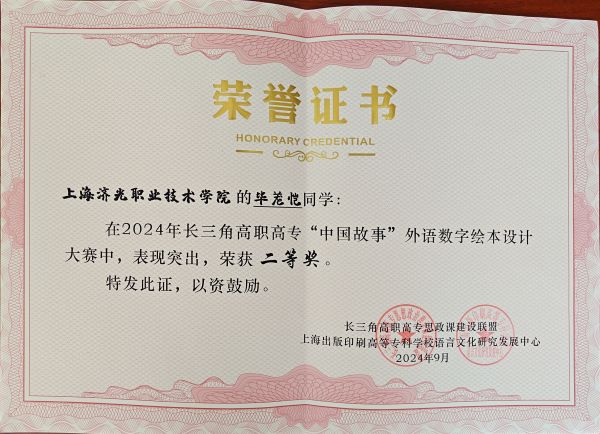 荣誉证书
HONORARY CREDENTIAL
上海济光职业技术学院的毕芷恺同学：
在2024年长三角高职高专“中国故事”外语数字绘本设计
大赛中，表现突出，荣获 二等奖。
特发此证，以资鼓励。
长三角高职高专思政课建设联盟
上海出版印刷高等专科学校语言文化研究发展中心
2024年9月